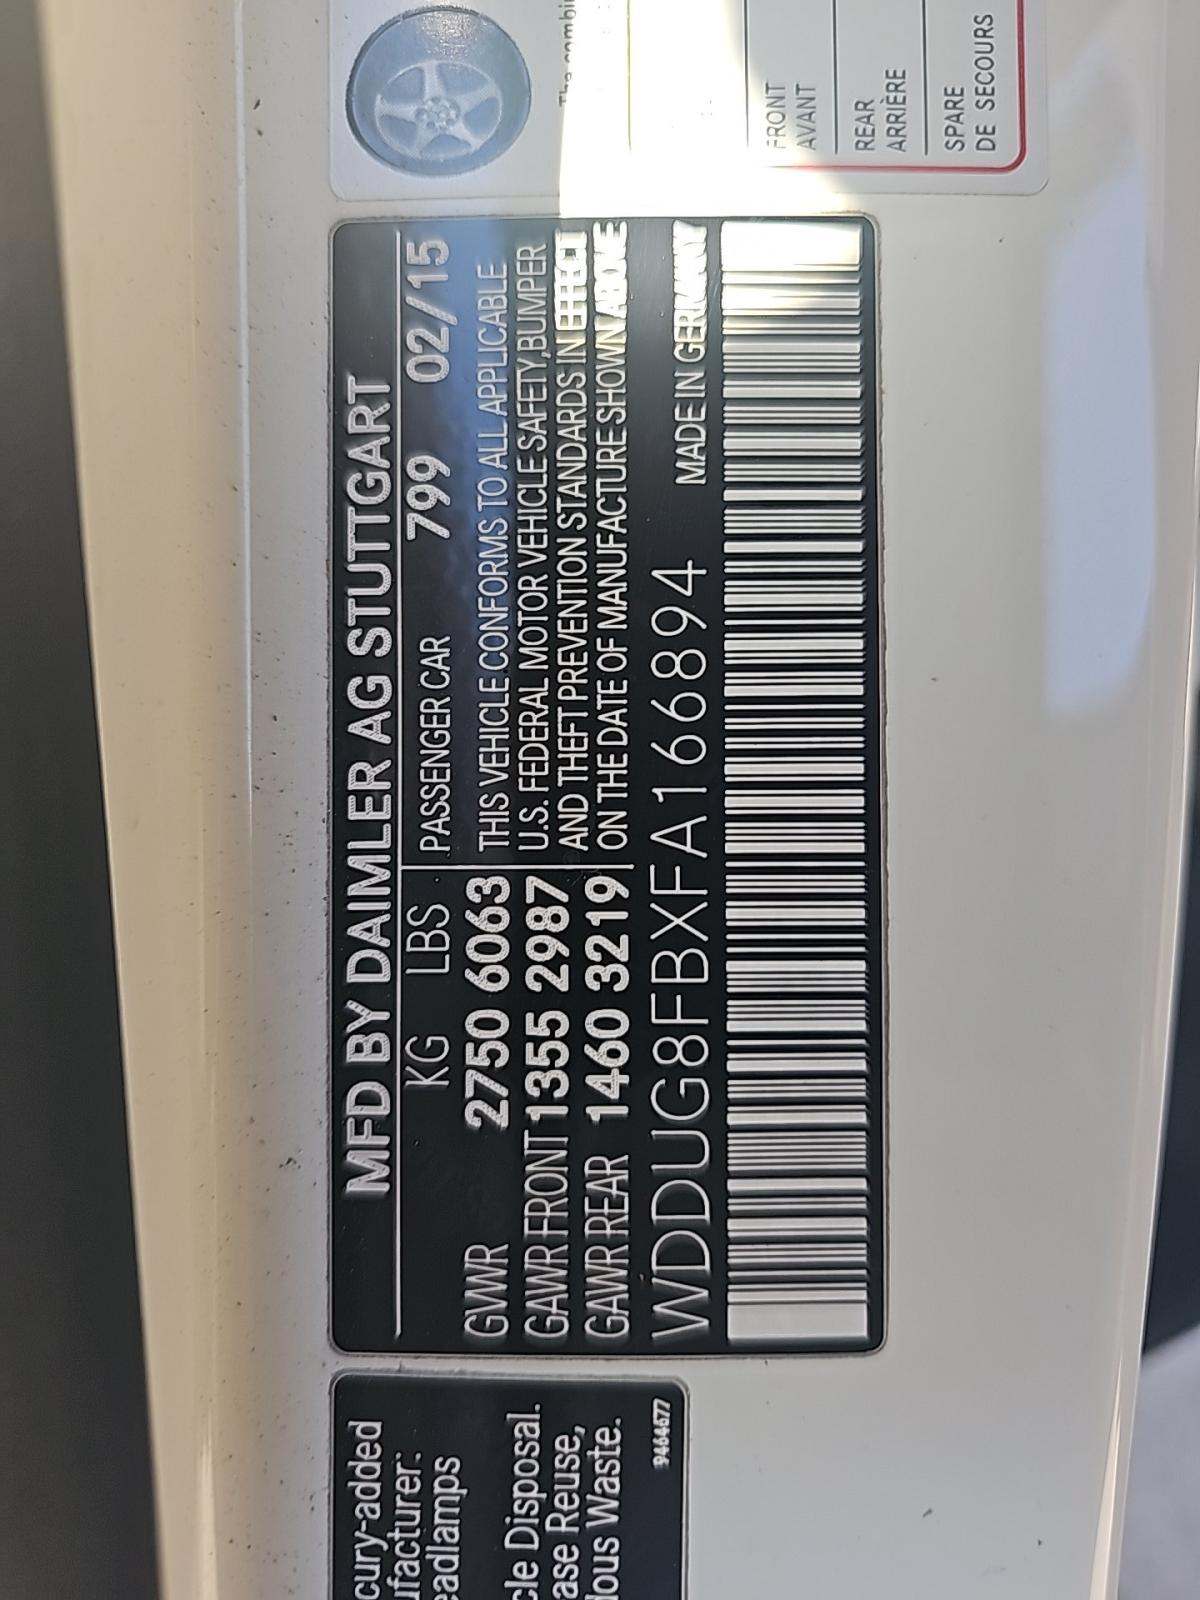 MFD BY DAIMLER AG STUTTGART
KG LBS PASSENGER CAR 799 02/15
GVWR 2750 6063 THIS VEHICLE CONFORMS TO ALL APPLICABLE
U.S. FEDERAL MOTOR VEHICLE SAFETY,BUMPER
GAWR FRONT 1355 2987 AND THEFT PREVENTION STANDARDS IN EFFECT
GAWR REAR 1460 3219 ON THE DATE OF MANUFACTURE SHOWN ABOVE
MADE IN GERMANY
WDDUG8FBXFA166894
cury-added
ufacturer:
eadlamps
cle Disposal.
ase Reuse,
dous Waste.
9464677
The combin
FRONT
AVANT
REAR
ARRIÈRE
SPARE
DE SECOURS